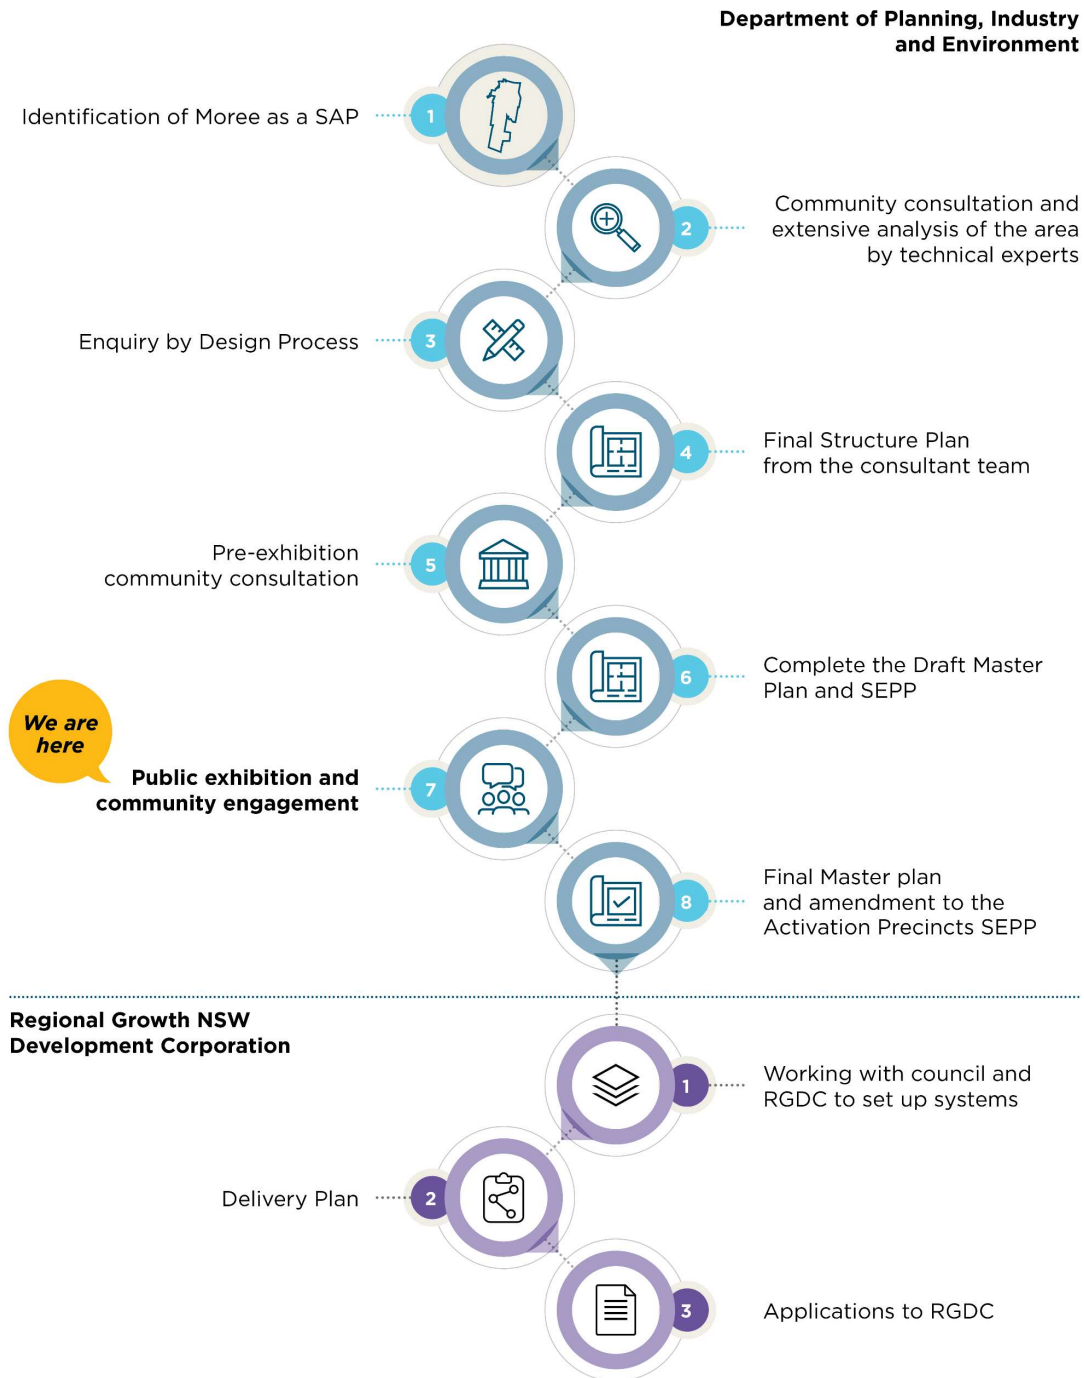 Department of Planning, Industry
and Environment
Identification of Moree as a SAP
1
2
Community consultation and
extensive analysis of the area
by technical experts
Enquiry by Design Process
3
4
Final Structure Plan
from the consultant team
Pre-exhibition
community consultation
5
6
Complete the Draft Master
Plan and SEPP
We are
here
Public exhibition and
community engagement
7
8
Final Master plan
and amendment to the
Activation Precincts SEPP
Regional Growth NSW
Development Corporation
1
Working with council and
RGDC to set up systems
Delivery Plan
2
3
Applications to RGDC